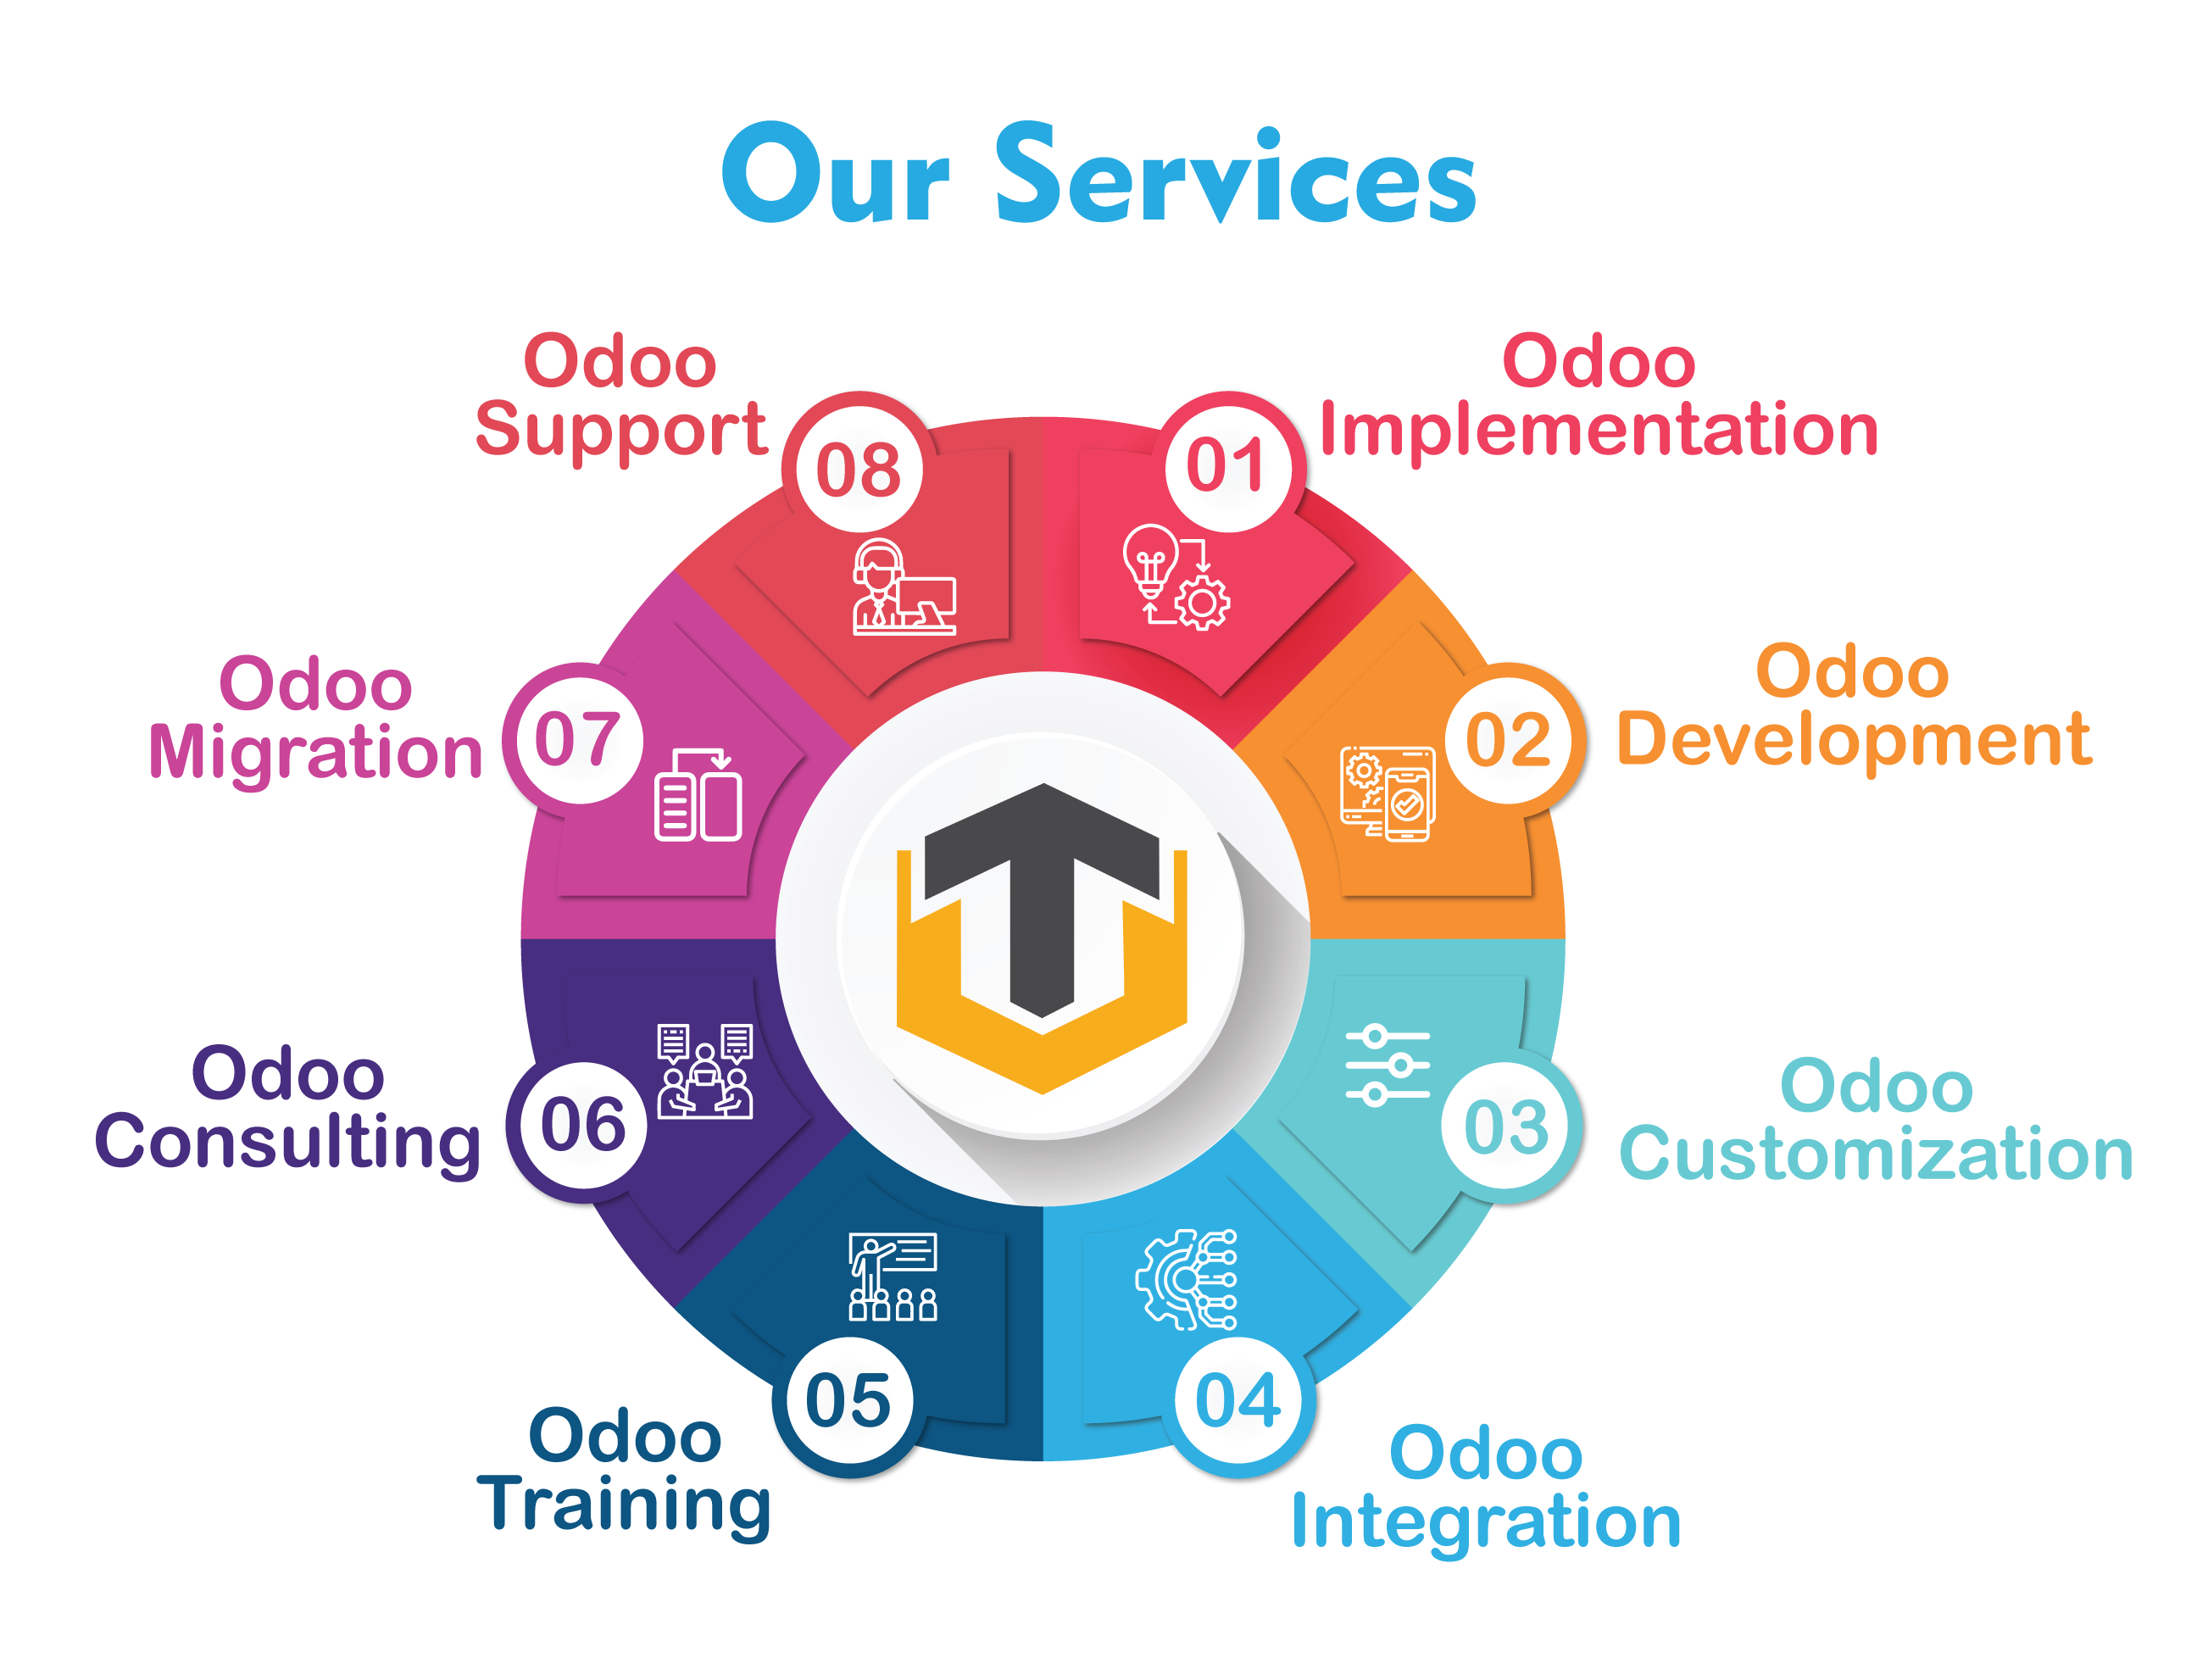 Our Services
Odoo
Implementation
01
Odoo
Development
02
Odoo
Customization
03
Odoo
Integration
04
Odoo
Training
05
Odoo
Consulting
06
Odoo
Migration
07
Odoo
Support
08